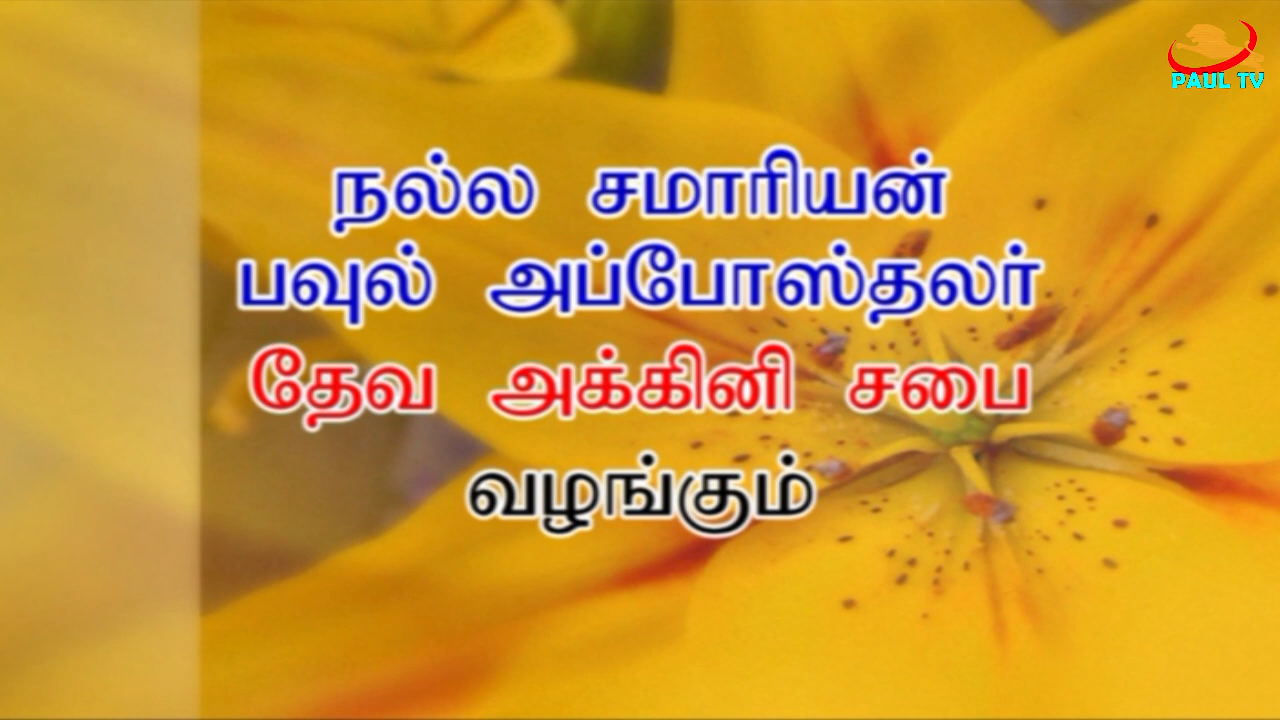 PAUL TV
நல்ல சமாரியன்
பவுல் அப்போஸ்தலர்
தேவ அக்கினி சபை
வழங்கும்